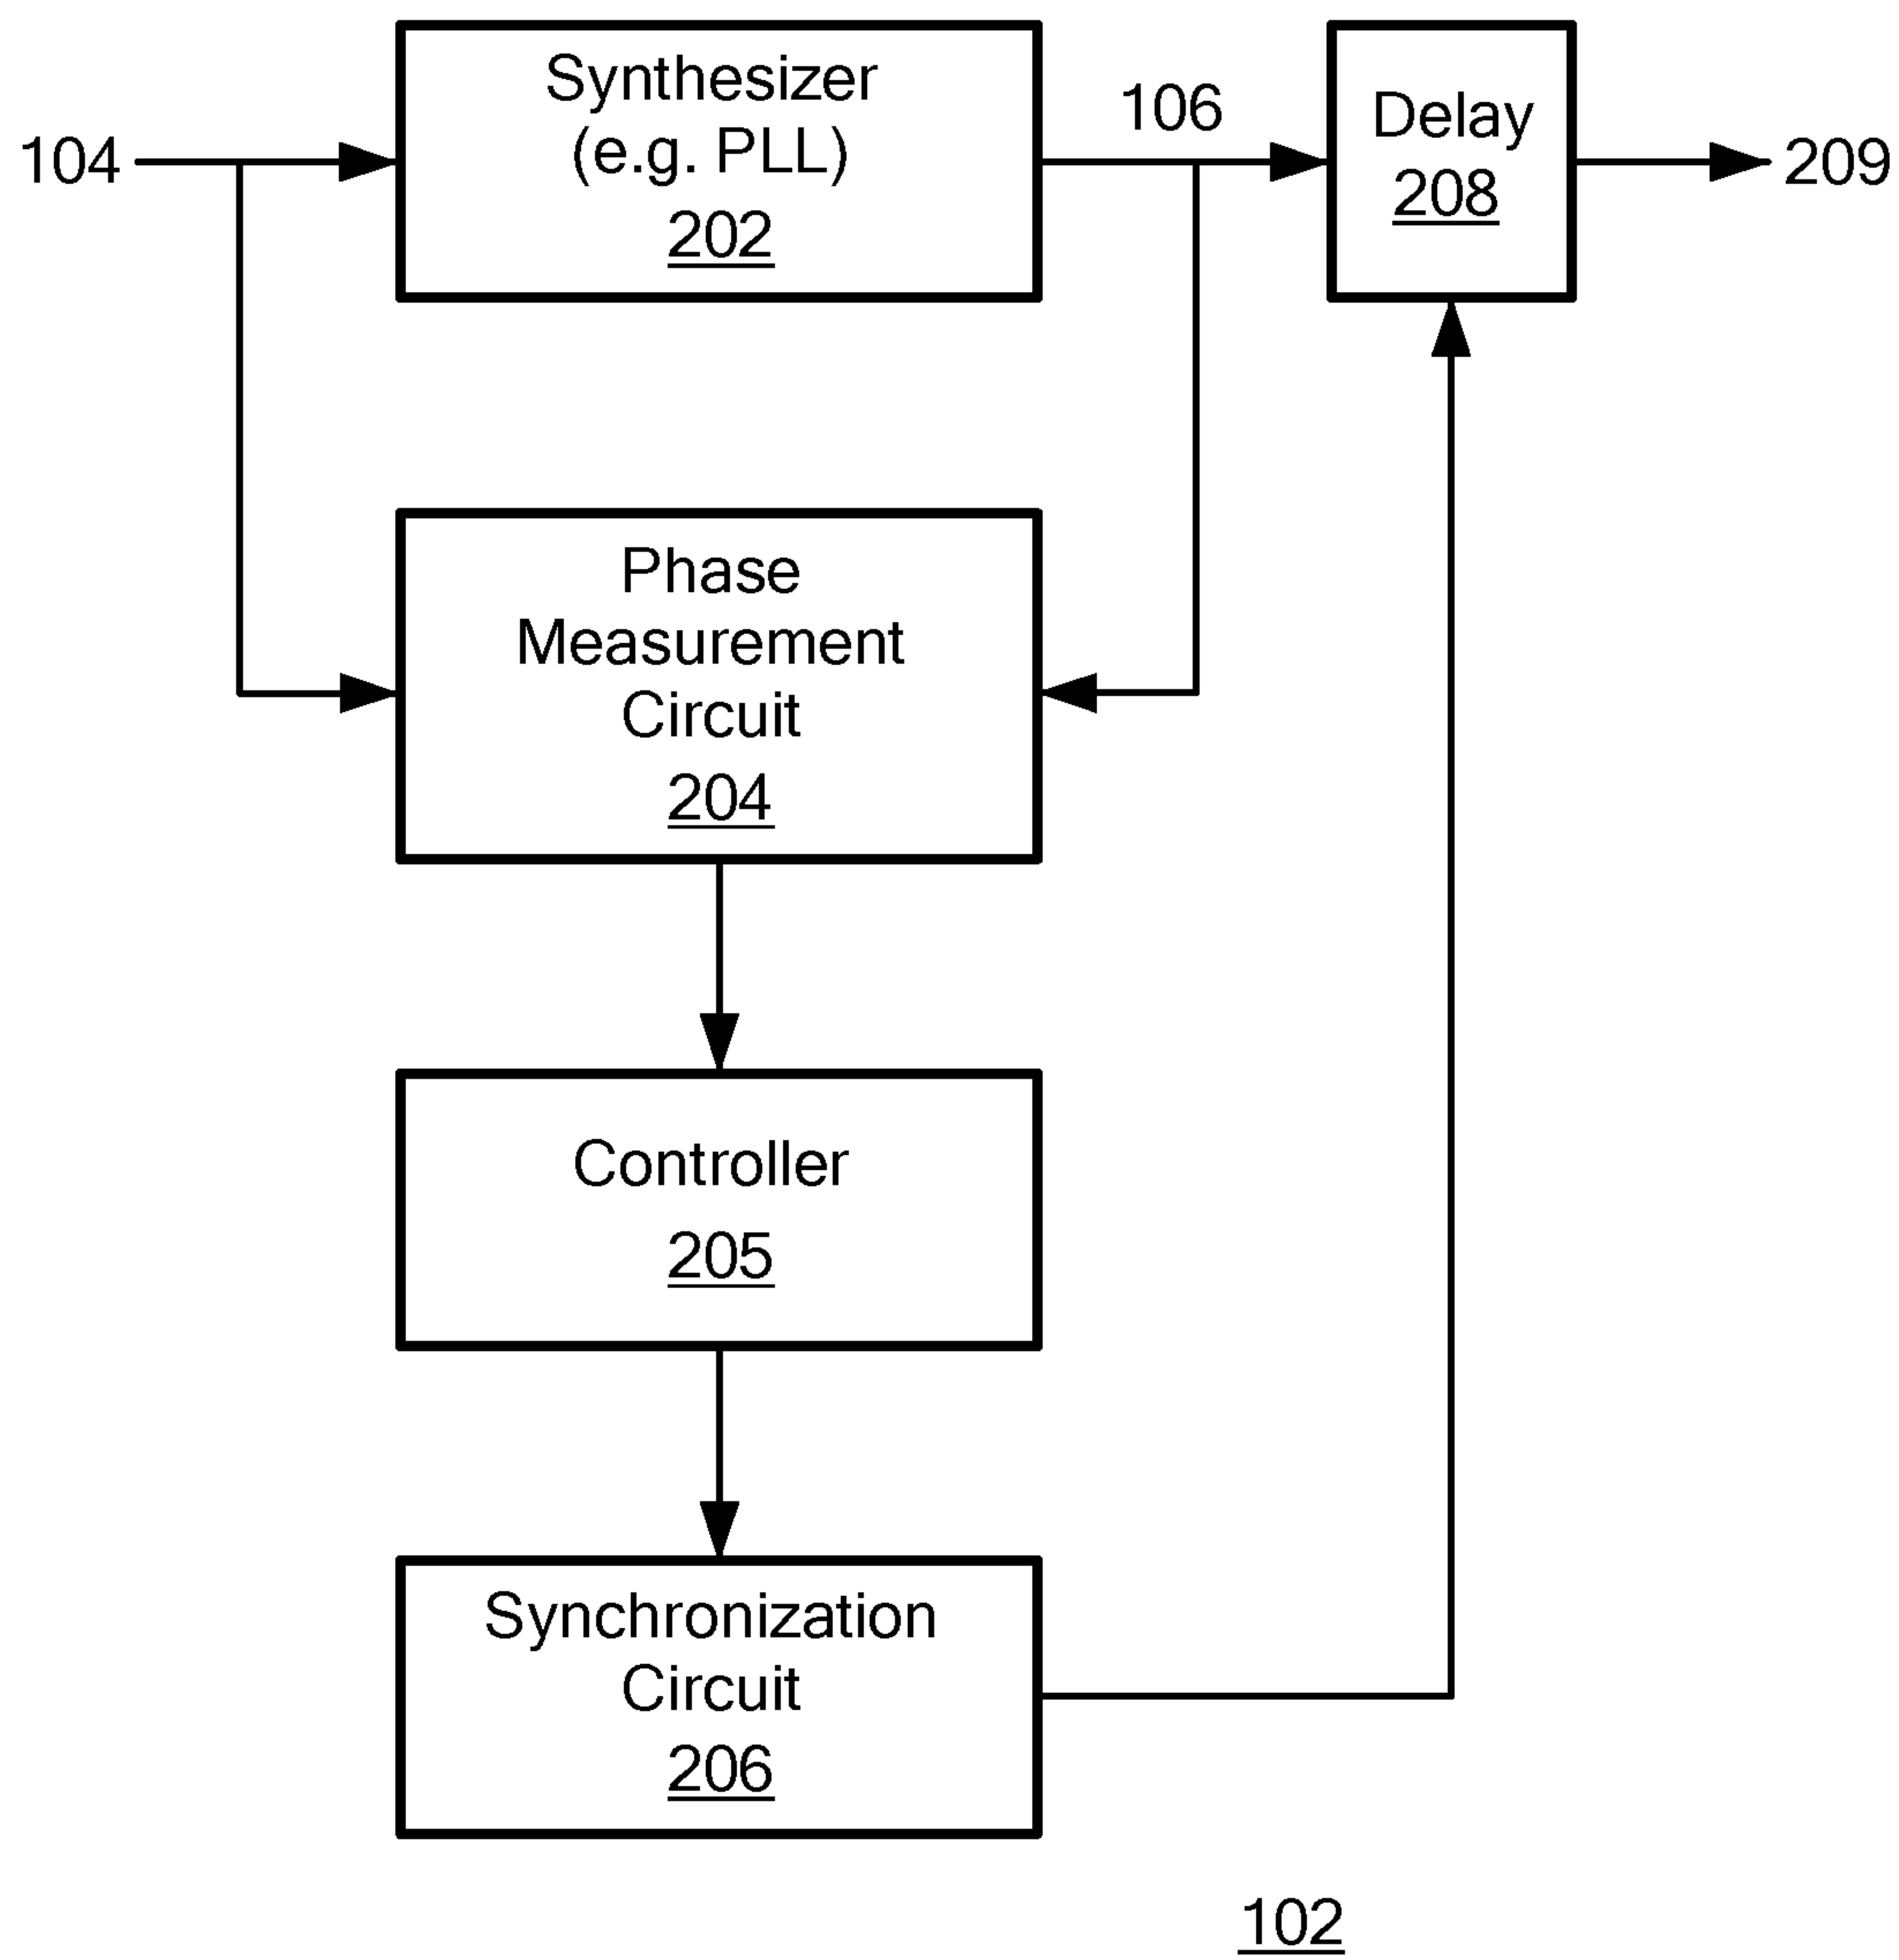 Synthesizer
(e.g. PLL)
202
104
106
Delay
208
209
Phase
Measurement
Circuit
204
Controller
205
Synchronization
Circuit
206
102